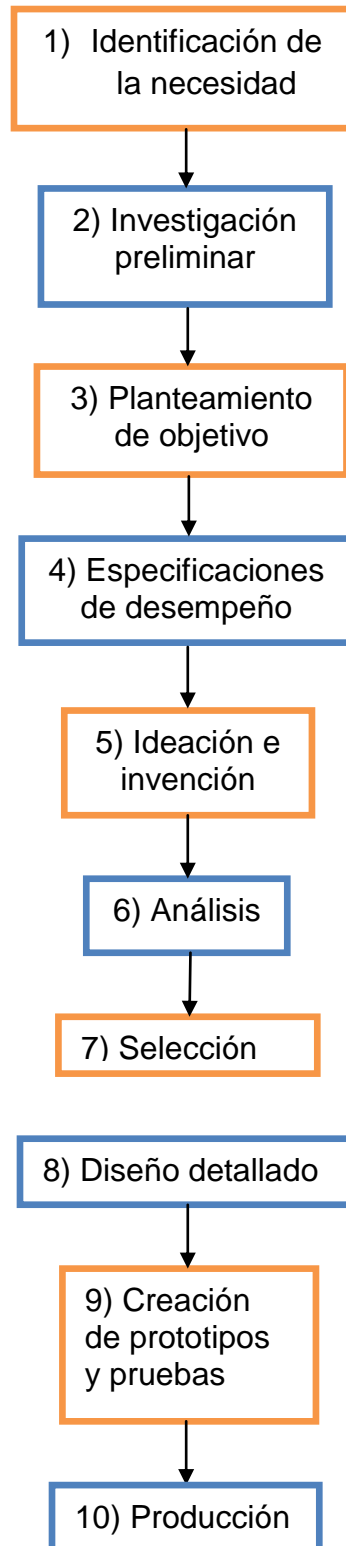 1) Identificación de
la necesidad
2) Investigación
preliminar
3) Planteamiento
de objetivo
4) Especificaciones
de desempeño
5) Ideación e
invención
6) Análisis
7) Selección
8) Diseño detallado
9) Creación
de prototipos
y pruebas
10) Producción